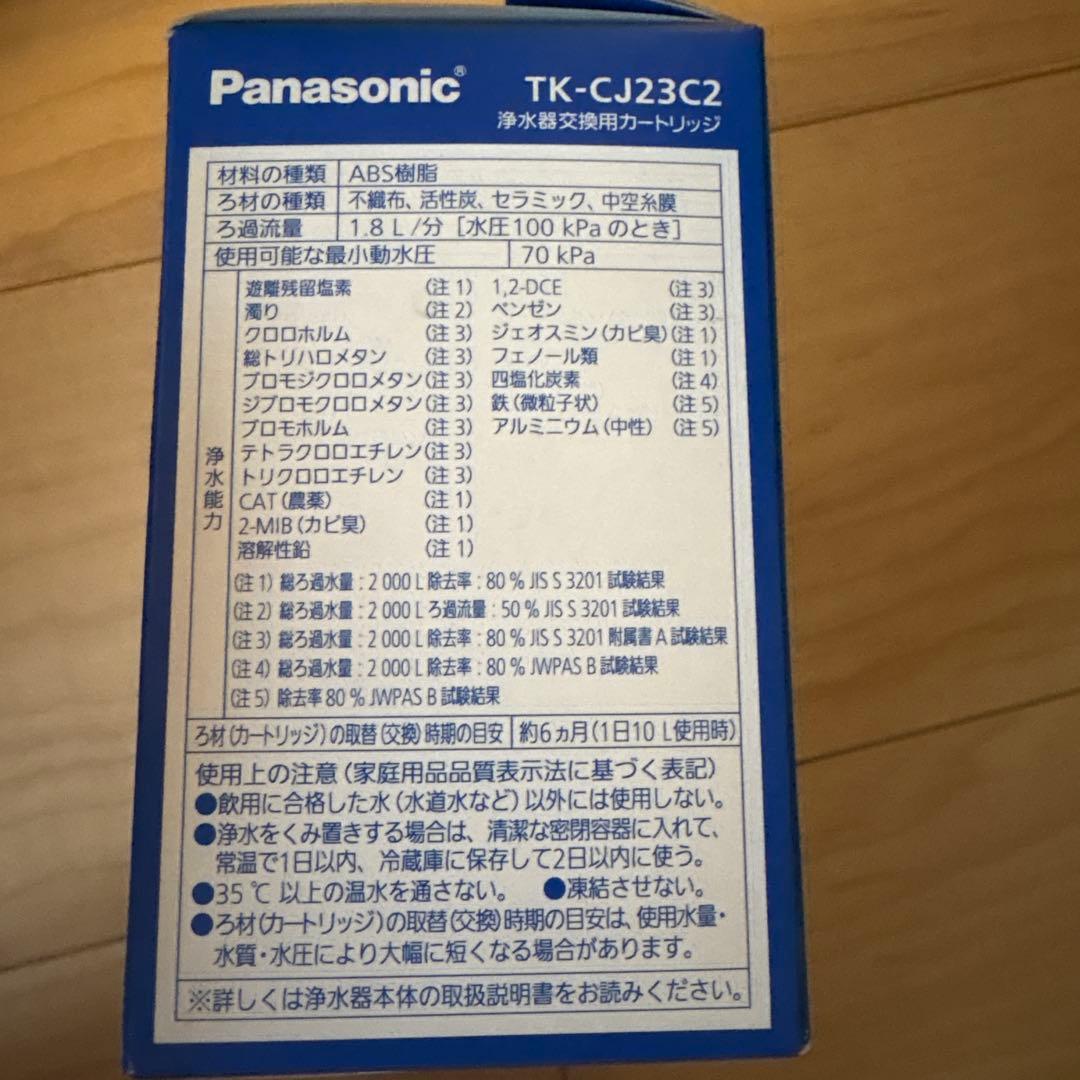 Panasonic® TK-CJ23C2
浄水器交換用カートリッジ
材料の種類 ABS樹脂
ろ材の種類 不織布、活性炭、セラミック、中空糸膜
ろ過流量 1.8 L /分 [水圧100 kPa のとき]
使用可能な最小動水圧 70 kPa
浄水能力
遊離残留塩素 (注 1)
濁り (注 2)
クロロホルム (注 3)
総トリハロメタン (注 3)
ブロモジクロロメタン(注 3)
ジブロモクロロメタン(注 3)
ブロモホルム (注 3)
テトラクロロエチレン(注 3)
トリクロロエチレン (注 3)
CAT(農薬) (注 1)
2-MIB(カビ臭) (注 1)
溶解性鉛 (注 1)
1,2-DCE (注 3)
ベンゼン (注 3)
ジェオスミン(カビ臭)(注 1)
フェノール類 (注 1)
四塩化炭素 (注 4)
鉄(微粒子状) (注 5)
アルミニウム(中性) (注 5)
(注 1) 総ろ過水量 : 2 000 L 除去率 : 80 % JIS S 3201 試験結果
(注 2) 総ろ過水量 : 2 000 L ろ過流量 : 50 % JIS S 3201 試験結果
(注 3) 総ろ過水量 : 2 000 L 除去率 : 80 % JIS S 3201 附属書 A 試験結果
(注 4) 総ろ過水量 : 2 000 L 除去率 : 80 % JWPAS B 試験結果
(注 5) 除去率 80 % JWPAS B 試験結果
ろ材(カートリッジ)の取替(交換)時期の目安 約6ヵ月(1日10 L使用時)
使用上の注意(家庭用品品質表示法に基づく表記)
●飲用に合格した水(水道水など)以外には使用しない。
●浄水をくみ置きする場合は、清潔な密閉容器に入れて、
常温で1日以内、冷蔵庫に保存して2日以内に使う。
●35 ℃ 以上の温水を通さない。 ●凍結させない。
●ろ材(カートリッジ)の取替(交換)時期の目安は、使用水量・
水質・水圧により大幅に短くなる場合があります。
※詳しくは浄水器本体の取扱説明書をお読みください。